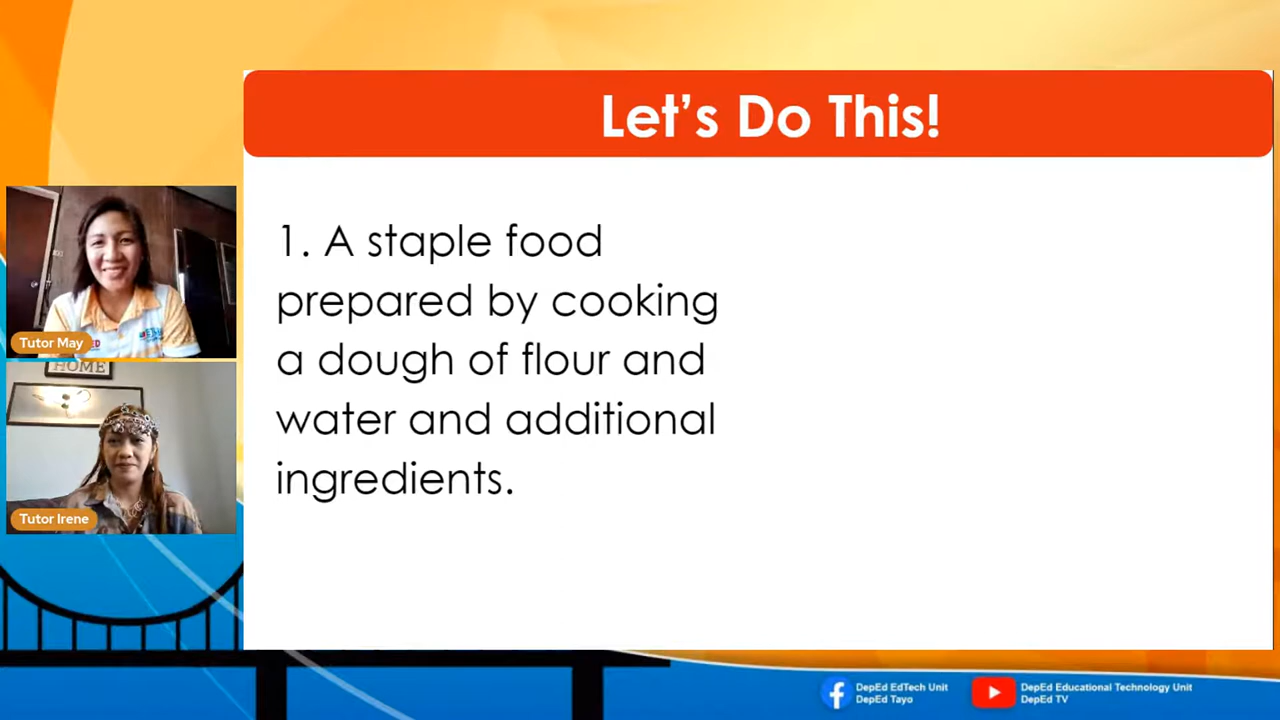 Let's Do This!
1. A staple food
prepared by cooking
a dough of flour and
water and additional
ingredients.
Tutor May
HOME
Tutor Irene
DepEd EdTech Unit
DepEd Tayo
DepEd Educational Technology Unit
DepEd TV